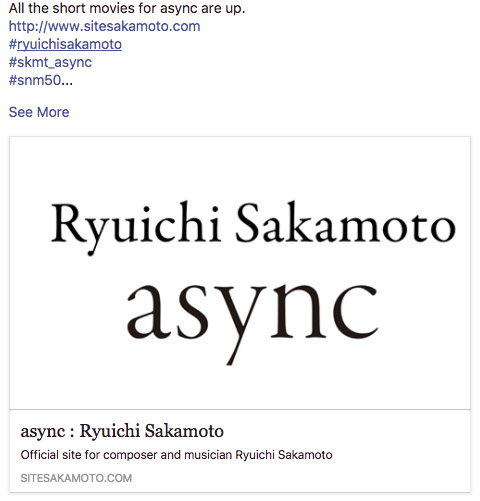 All the short movies for async are up.
http://www.sitesakamoto.com
#ryuichisakamoto
#skmt_async
#snm50...
See More
Ryuichi Sakamoto
async
async : Ryuichi Sakamoto
Official site for composer and musician Ryuichi Sakamoto
SITESAKAMOTO.COM